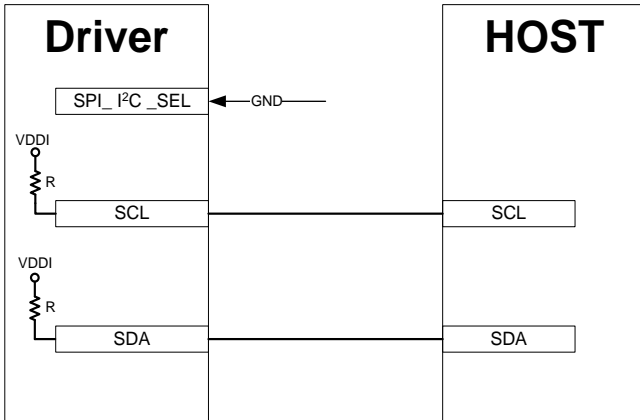 Driver HOST
SPI_ I²C _SEL GND
VDDI
R
SCL SCL
VDDI
R
SDA SDA